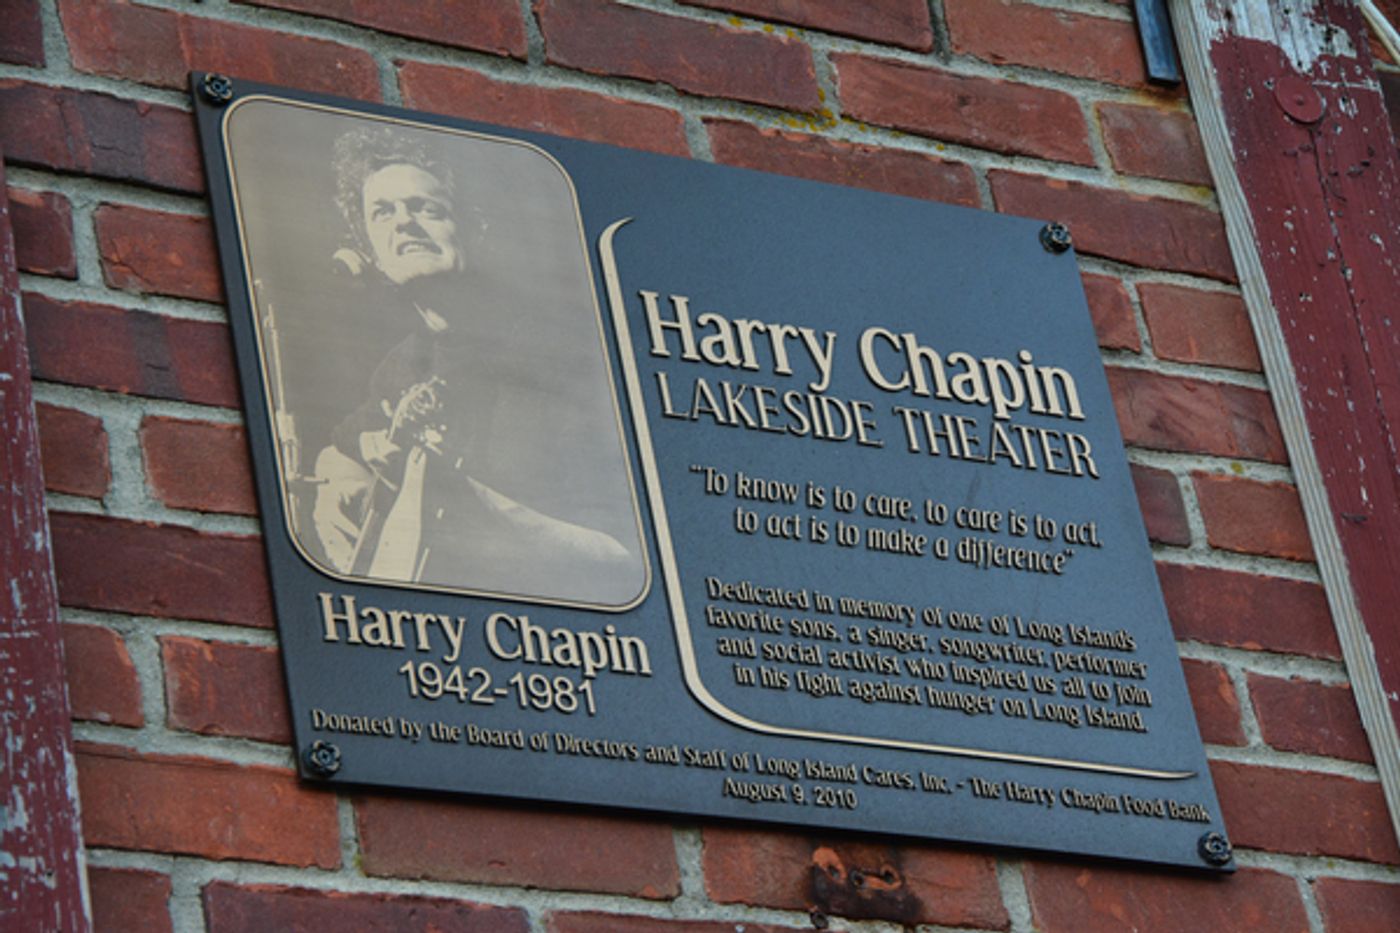 Harry Chapin
LAKESIDE THEATER
"To know is to care, to care is to act,
to act is to make a difference"
Dedicated in memory of one of Long Islands
favorite sons, a singer, songwriter, performer
and social activist who inspired us all to join
in his fight against hunger on Long Island.
Harry Chapin
1942-1981
Donated by the Board of Directors and Staff of Long Island Cares, Inc. - The Harry Chapin Food Bank
August 9, 2010